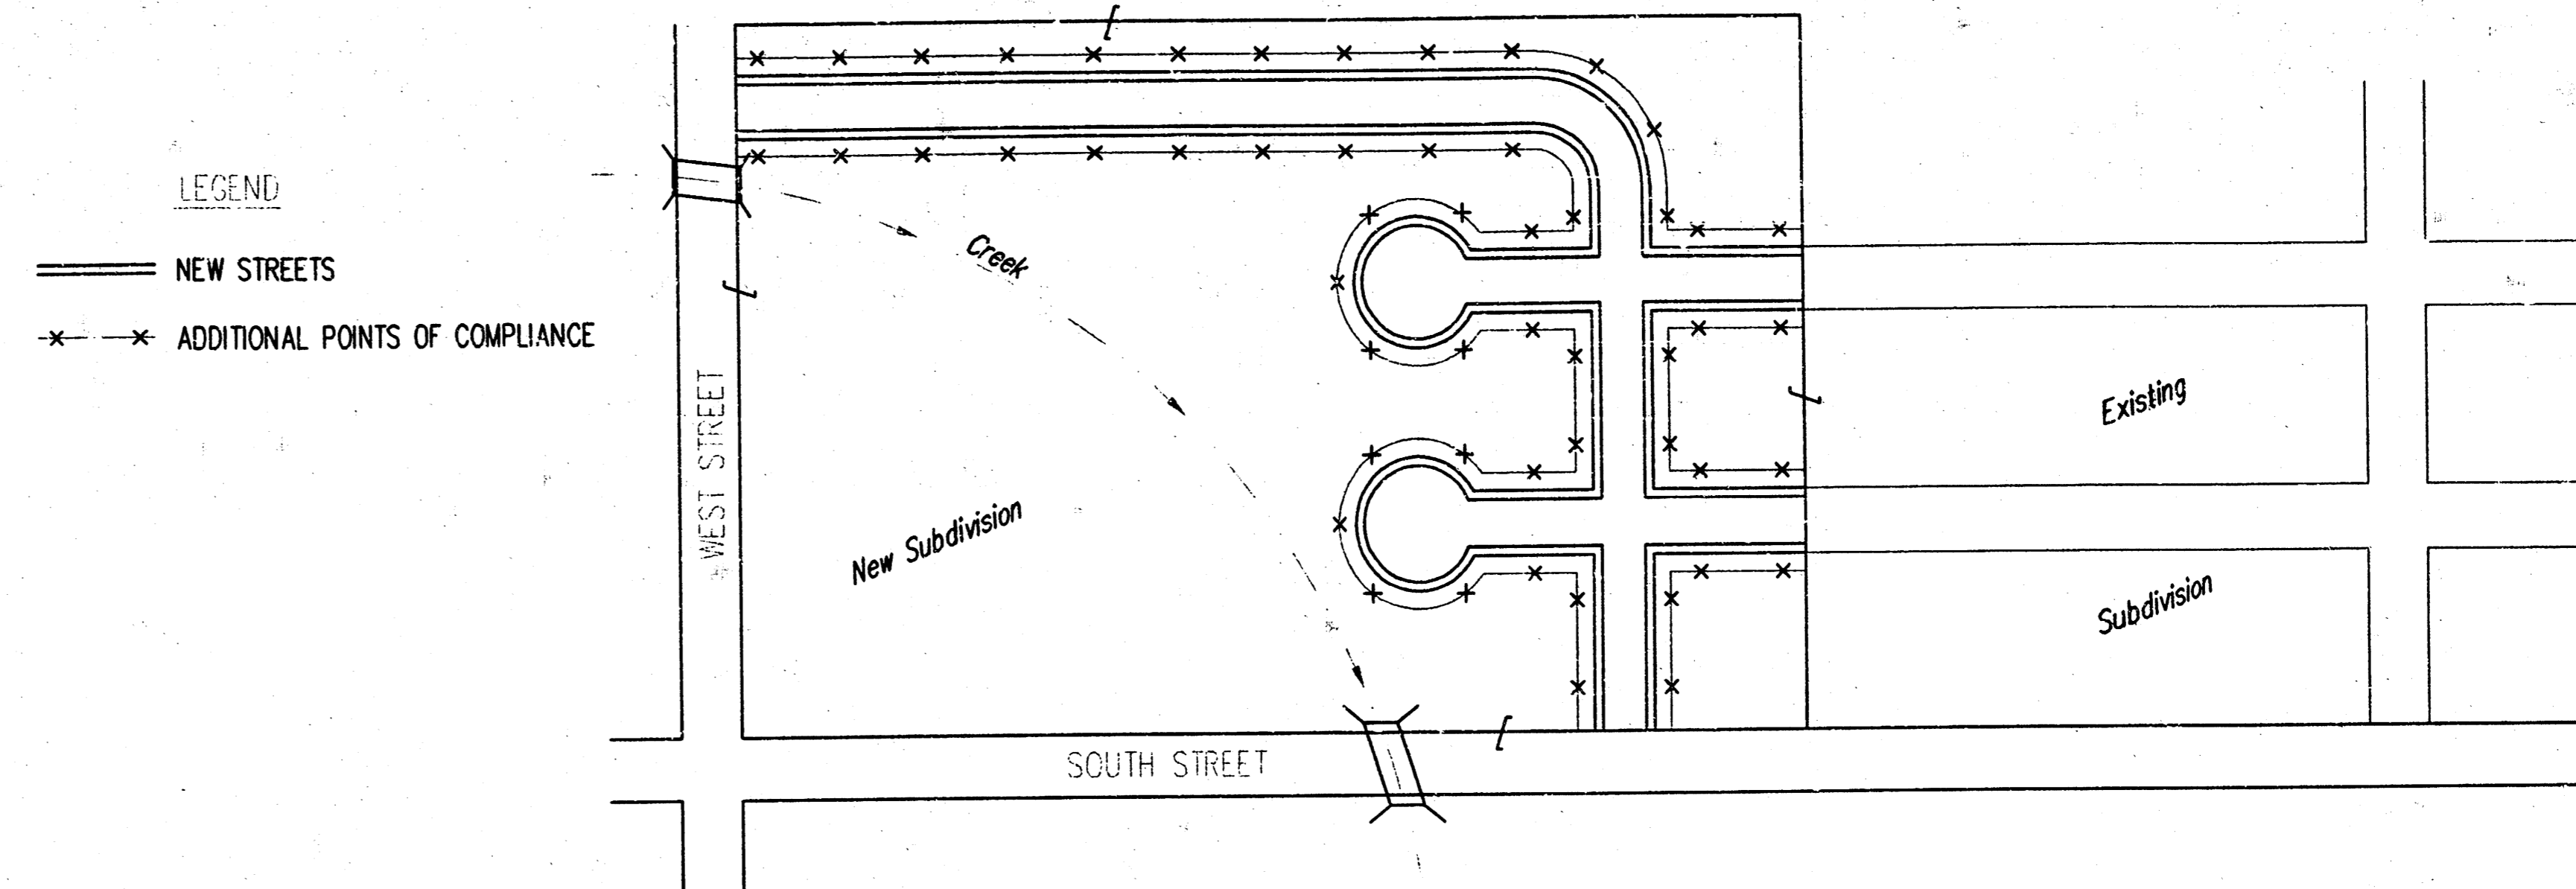 LEGEND
NEW STREETS
ADDITIONAL POINTS OF COMPLIANCE
WEST STREET
Creek
New Subdivision
SOUTH STREET
Existing
Subdivision